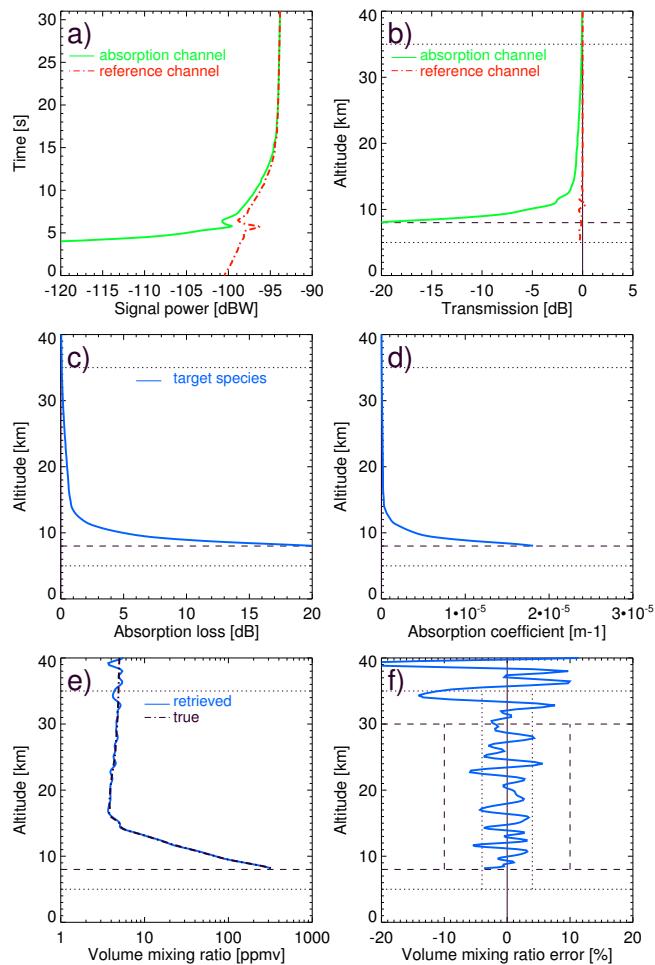 a)
absorption channel
reference channel
30
20
10
5
0
Time [s]
-120 -115 -110 -105 -100 -95 -90
Signal power [dBW]
b)
absorption channel
reference channel
40
30
20
10
0
Altitude [km]
-20 -15 -10 -5 0 5
Transmission [dB]
c)
target species
40
30
20
10
0
Altitude [km]
0 5 10 15 20
Absorption loss [dB]
d)
40
30
20
10
0
Altitude [km]
0 1•10-5 2•10-5 3•10-5
Absorption coefficient [m-1]
e)
retrieved
true
40
30
20
10
0
Altitude [km]
1 10 100 1000
Volume mixing ratio [ppmv]
f)
40
30
20
10
0
Altitude [km]
-20 -10 0 10 20
Volume mixing ratio error [%]